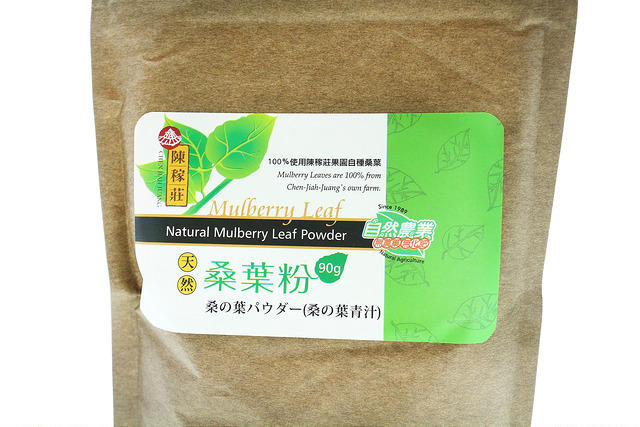 陳稼莊
CHEN JIAH JUANG
100%使用陳稼莊果園自種桑葉
Mulberry Leaves are 100% from
Chen-Jiah-Juang's own farm.
Mulberry Leaf
Natural Mulberry Leaf Powder
Since 1989
自然農業
Natural Agriculture
天然
桑葉粉
90g
桑の葉パウダー(桑の葉青汁)